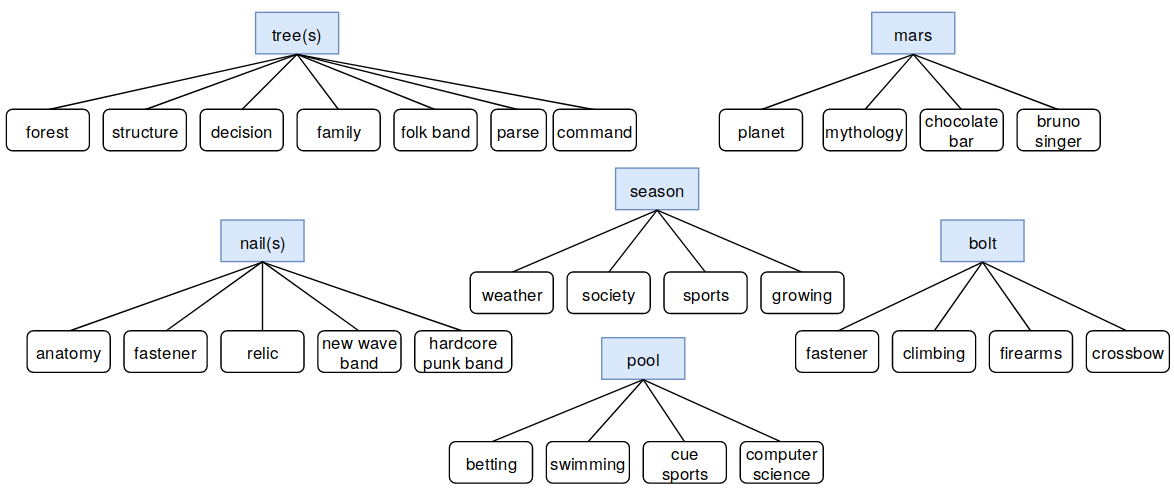 tree(s)
mars
forest
structure
decision
family
folk band
parse
command
planet
mythology
chocolate
bar
bruno
singer
season
nail(s)
bolt
weather
society
sports
growing
anatomy
fastener
relic
new wave
band
hardcore
punk band
fastener
climbing
firearms
crossbow
pool
betting
swimming
cue
sports
computer
science